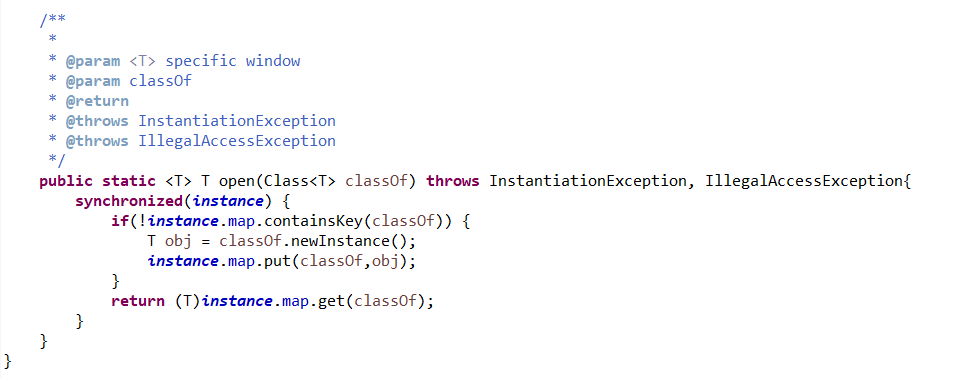 /**
 *
 * @param <T> specific window
 * @param classOf
 * @return
 * @throws InstantiationException
 * @throws IllegalAccessException
 */
public static <T> T open(Class<T> classOf) throws InstantiationException, IllegalAccessException{
    synchronized(instance) {
        if(!instance.map.containsKey(classOf)) {
            T obj = classOf.newInstance();
            instance.map.put(classOf,obj);
        }
        return (T)instance.map.get(classOf);
    }
}
}